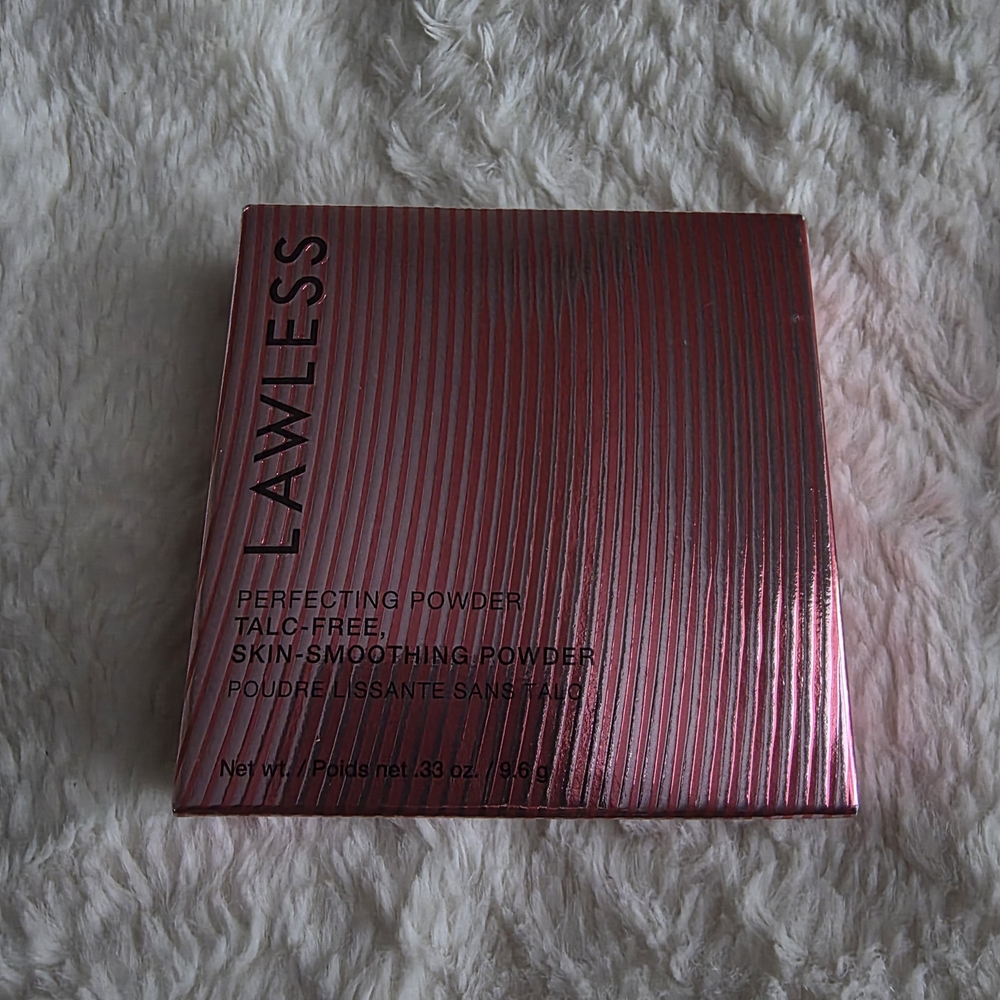 LAWLESS
PERFECTING POWDER
TALC-FREE,
SKIN-SMOOTHING POWDER
POUDRE LISSANTE SANS TALC
Net wt. / Poids net .33 oz. / 9.6 g